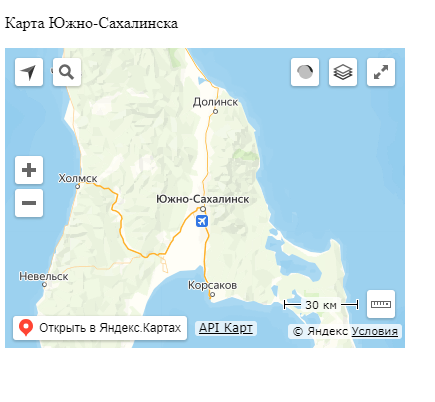 Карта Южно-Сахалинска
Долинск
Холмск
Южно-Сахалинск
Невельск
Корсаков
30 км
Открыть в Яндекс.Картах
API Карт
© Яндекс Условия